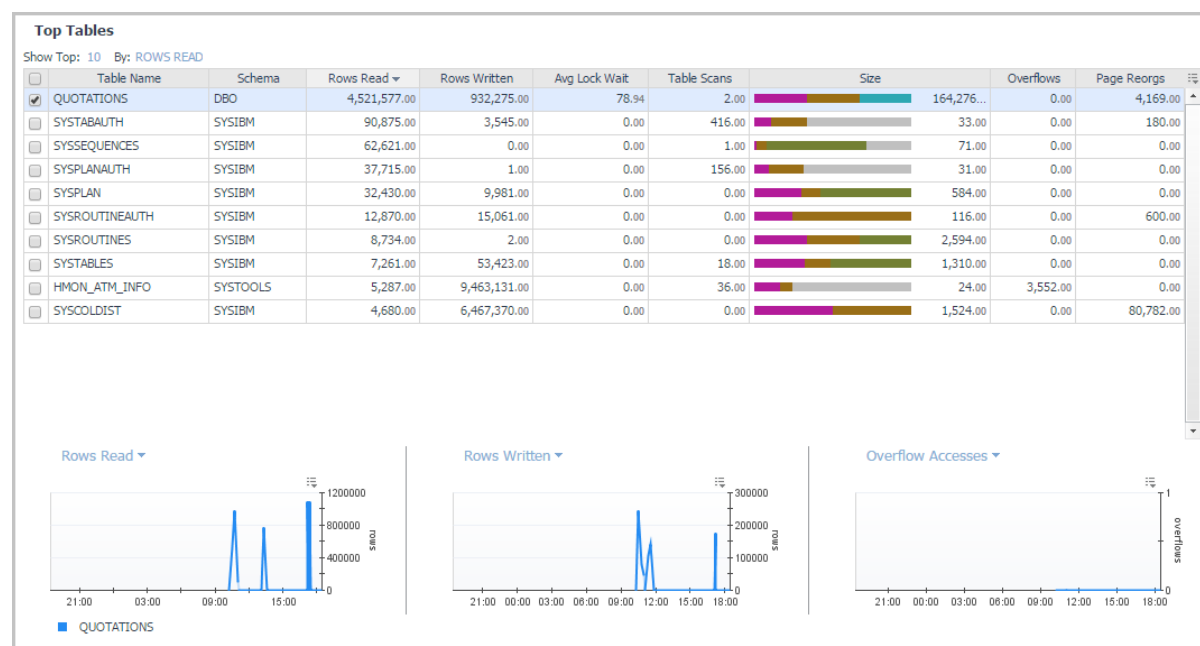 Top Tables
Show Top: 10 By: ROWS READ
Table Name Schema Rows Read Rows Written Avg Lock Wait Table Scans Size Overflows Page Reorgs
QUOTATIONS DBO 4,521,577.00 932,275.00 78.94 2.00 164,276... 0.00 4,169.00
SYSTABAUTH SYSIBM 90,875.00 3,545.00 0.00 416.00 33.00 0.00 180.00
SYSSEQUENCES SYSIBM 62,621.00 0.00 0.00 1.00 71.00 0.00 0.00
SYSPLANAUTH SYSIBM 37,715.00 1.00 0.00 156.00 31.00 0.00 0.00
SYSPLAN SYSIBM 32,430.00 9,981.00 0.00 0.00 584.00 0.00 0.00
SYSROUTINEAUTH SYSIBM 12,870.00 15,061.00 0.00 0.00 116.00 0.00 600.00
SYSROUTINES SYSIBM 8,734.00 2.00 0.00 0.00 2,594.00 0.00 0.00
SYSTABLES SYSIBM 7,261.00 53,423.00 0.00 18.00 1,310.00 0.00 0.00
HMON_ATM_INFO SYSTOOLS 5,287.00 9,463,131.00 0.00 36.00 24.00 3,552.00 0.00
SYSCOLDIST SYSIBM 4,680.00 6,467,370.00 0.00 0.00 1,524.00 0.00 80,782.00
Rows Read
1200000
800000
400000
0
rows
21:00 03:00 09:00 15:00
QUOTATIONS
Rows Written
300000
200000
100000
0
rows
21:00 00:00 03:00 06:00 09:00 12:00 15:00 18:00
Overflow Accesses
1
0
overflows
21:00 00:00 03:00 06:00 09:00 12:00 15:00 18:00